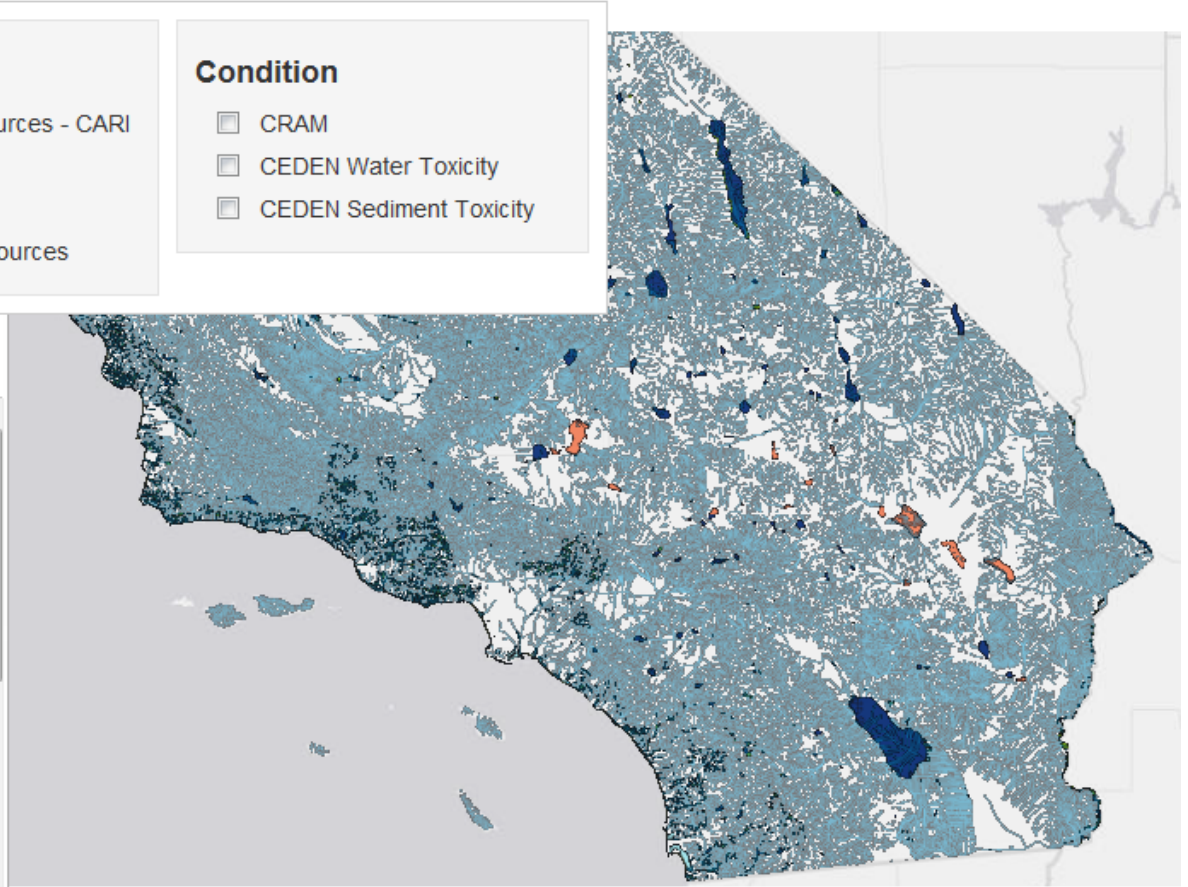 urces - CARI
ources
Condition
CRAM
CEDEN Water Toxicity
CEDEN Sediment Toxicity